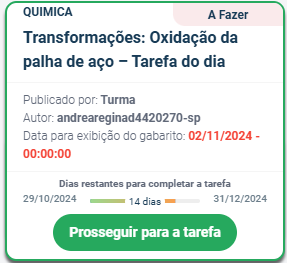 QUIMICA
A Fazer
Transformações: Oxidação da
palha de aço – Tarefa do dia
Publicado por: Turma
Autor: andreareginad4420270-sp
Data para exibição do gabarito: 02/11/2024 -
00:00:00
Dias restantes para completar a tarefa
29/10/2024 14 dias 31/12/2024
Prosseguir para a tarefa